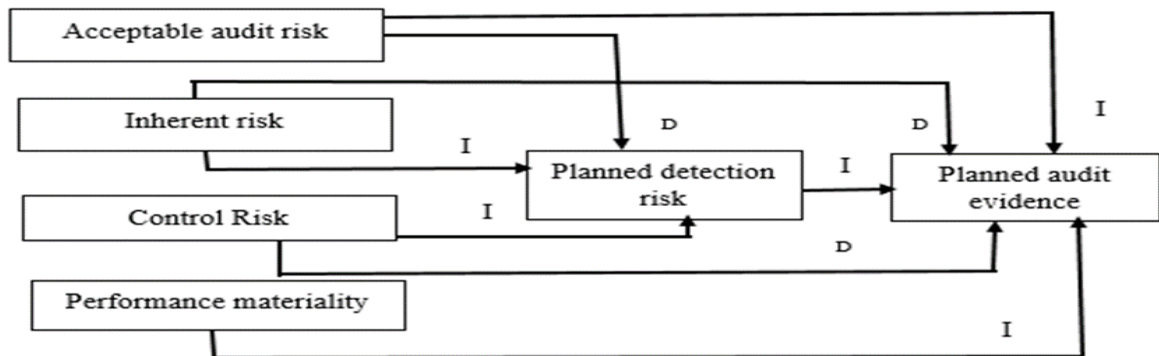 Acceptable audit risk
I
Inherent risk
D
D
I
Planned detection
risk
I
Planned audit
evidence
Control Risk
I
D
Performance materiality
I